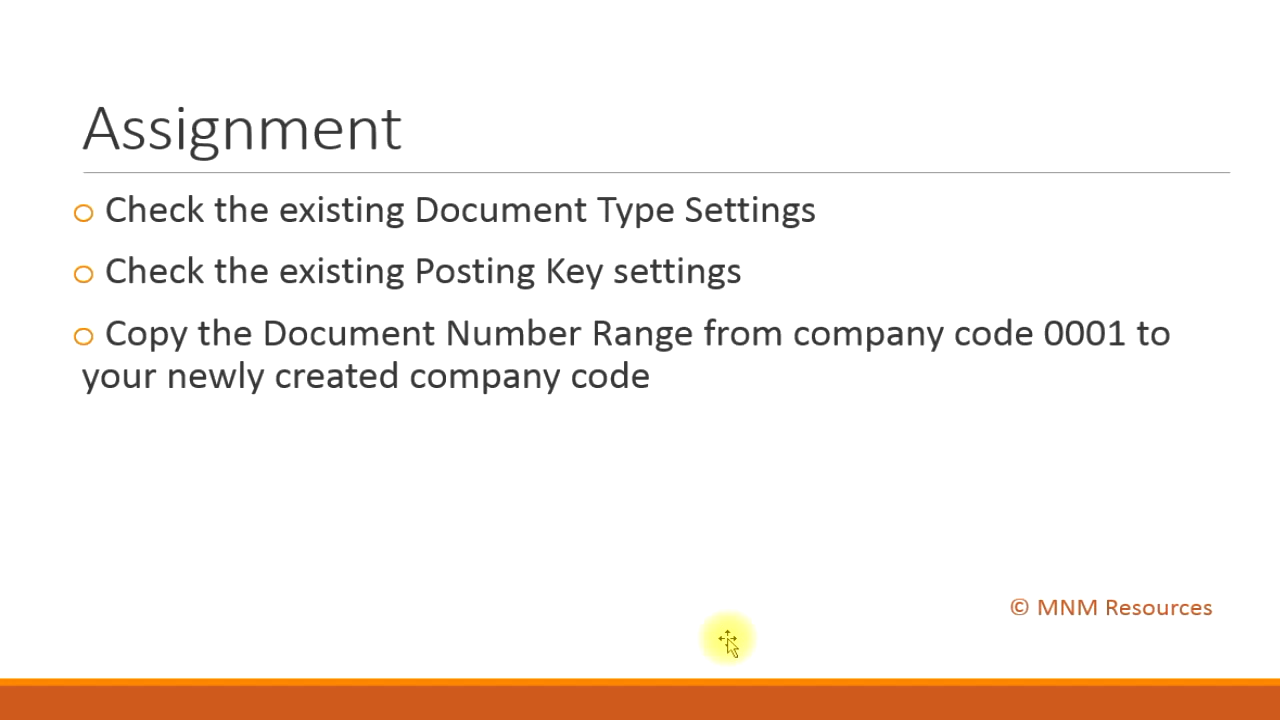 Assignment
o Check the existing Document Type Settings
o Check the existing Posting Key settings
o Copy the Document Number Range from company code 0001 to
your newly created company code
© MNM Resources